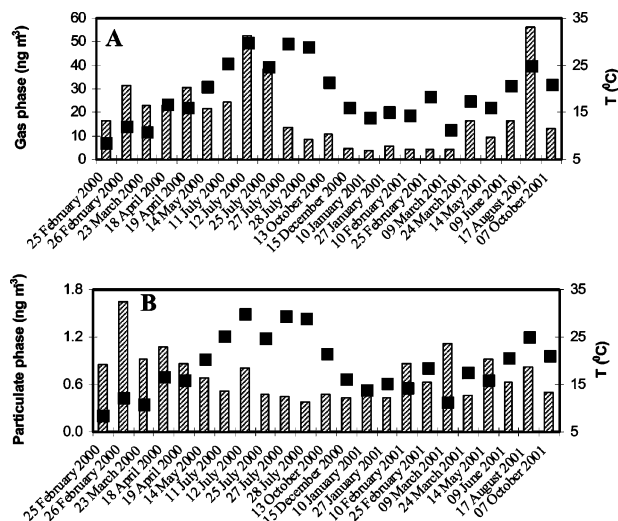 A
Gas phase (ng m³)
60
50
40
30
20
10
0
35
25
15
5
T (⁰C)
25 February 2000
26 February 2000
23 March 2000
18 April 2000
19 April 2000
14 May 2000
11 July 2000
12 July 2000
25 July 2000
27 July 2000
28 July 2000
13 October 2000
15 December 2000
10 January 2001
27 January 2001
10 February 2001
25 February 2001
09 March 2001
24 March 2001
14 May 2001
09 June 2001
17 August 2001
07 October 2001
B
Particulate phase (ng m³)
1.8
1.2
0.6
0.0
35
25
15
5
T (⁰C)
25 February 2000
26 February 2000
23 March 2000
18 April 2000
19 April 2000
14 May 2000
11 July 2000
12 July 2000
25 July 2000
27 July 2000
28 July 2000
13 October 2000
15 December 2000
10 January 2001
27 January 2001
10 February 2001
25 February 2001
09 March 2001
24 March 2001
14 May 2001
09 June 2001
17 August 2001
07 October 2001